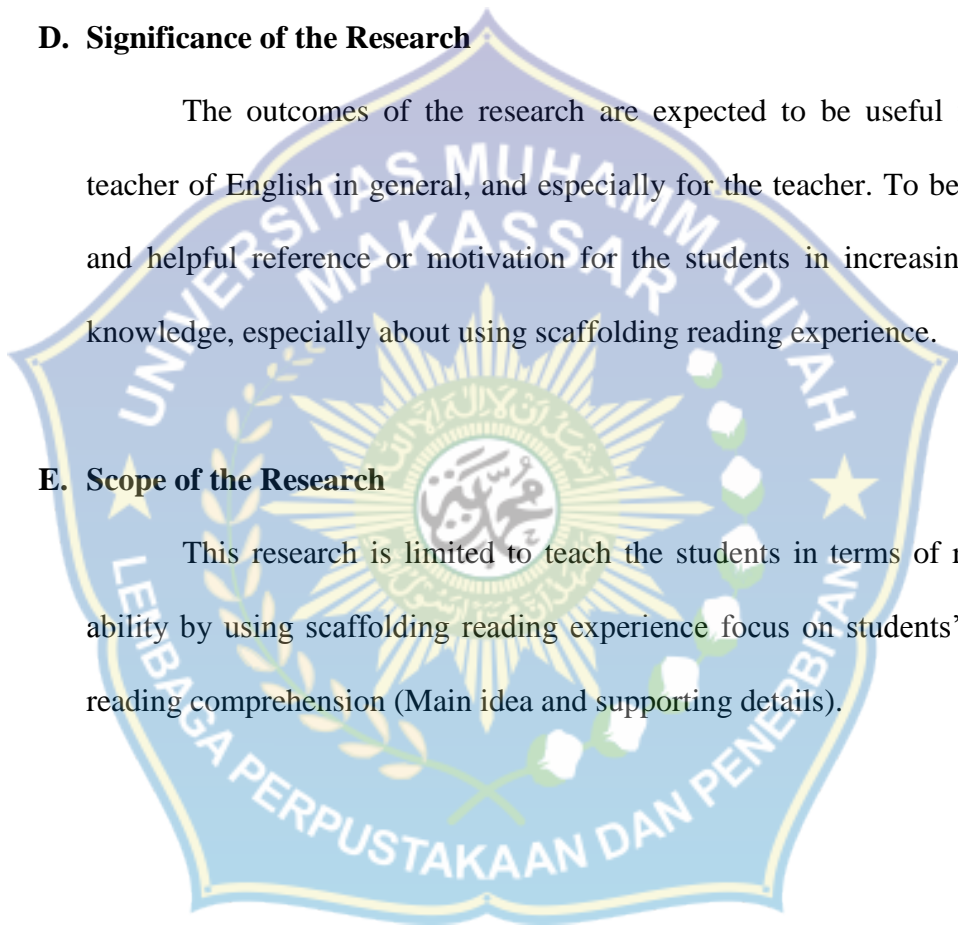 D. Significance of the Research
The outcomes of the research are expected to be useful
teacher of English in general, and especially for the teacher. To be
and helpful reference or motivation for the students in increasin
knowledge, especially about using scaffolding reading experience.
E. Scope of the Research
This research is limited to teach the students in terms of r
ability by using scaffolding reading experience focus on students’
reading comprehension (Main idea and supporting details).
UNIVERSITAS MUHAMMADIYAH
MAKASSAR
LEMBAGA PERPUSTAKAAN DAN PENERBITAN
محمد